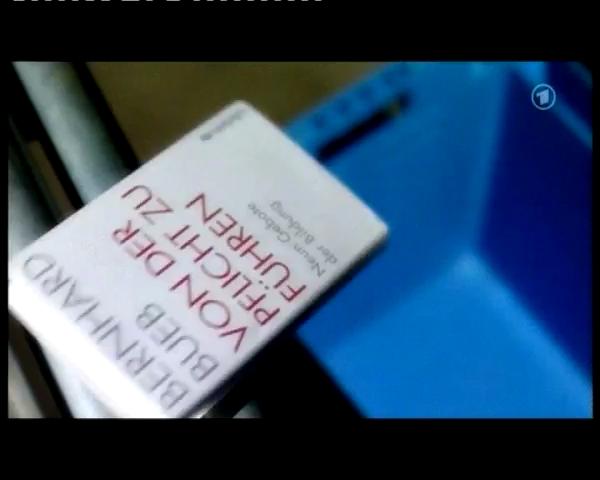 BERNHARD
BUEB
VON DER
PFLICHT ZU
FÜHREN
Neun Gebote
der Bildung